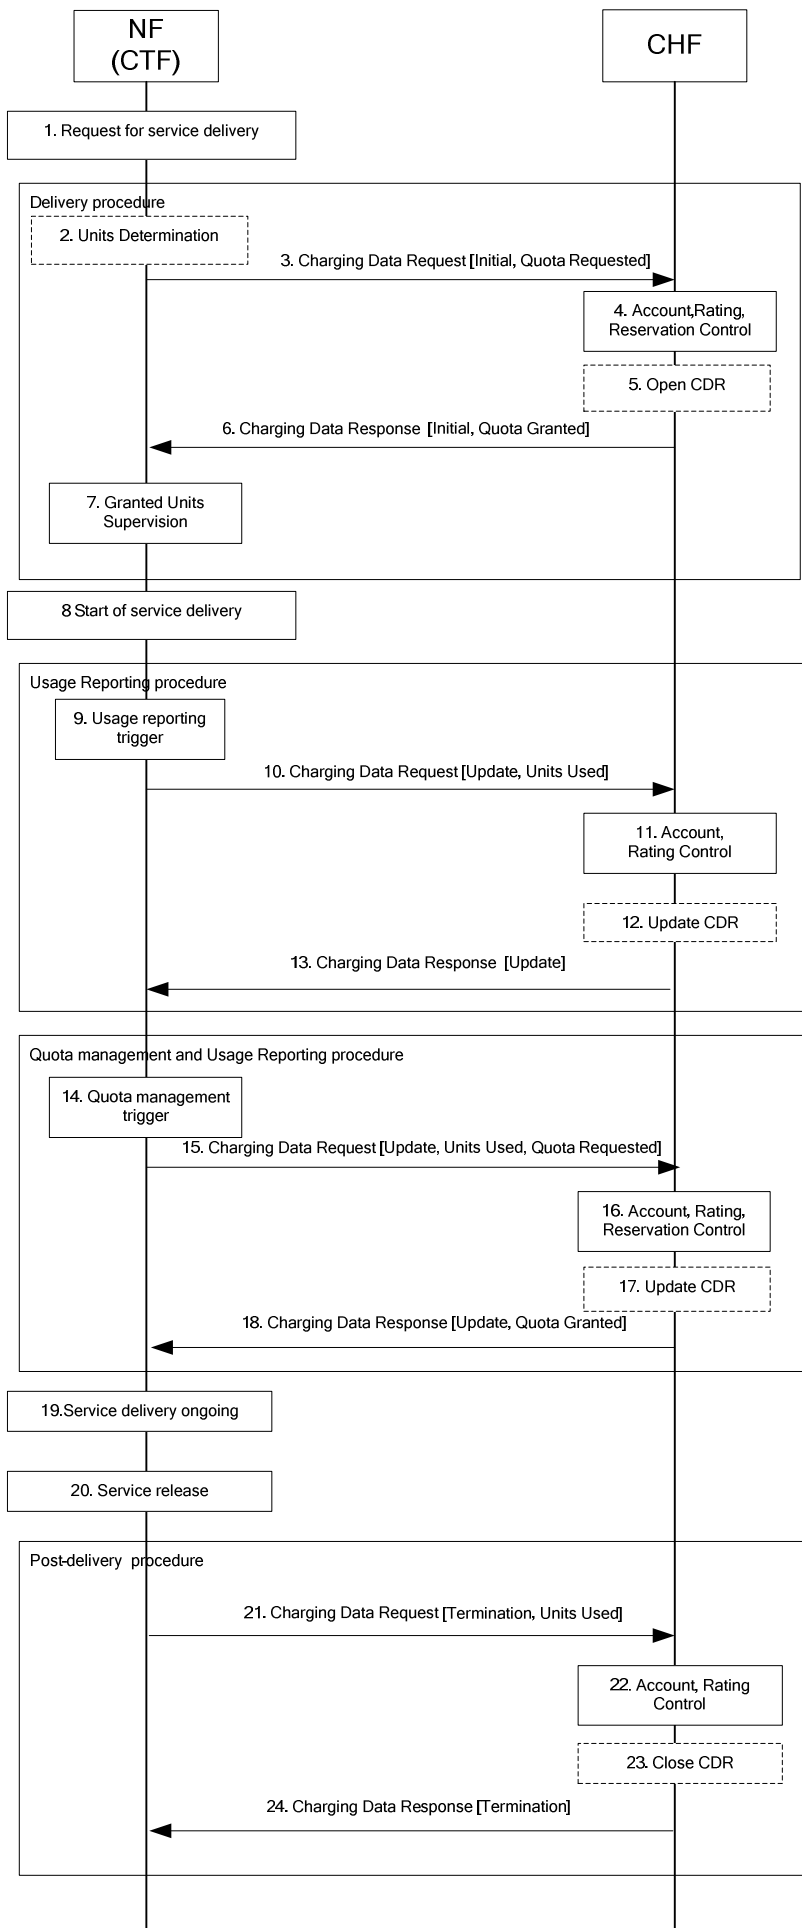 NF
(CTF)
CHF
1. Request for service delivery
Delivery procedure
2. Units Determination
3. Charging Data Request [Initial, Quota Requested]
4. Account,Rating,
Reservation Control
5. Open CDR
6. Charging Data Response [Initial, Quota Granted]
7. Granted Units
Supervision
8 Start of service delivery
Usage Reporting procedure
9. Usage reporting
trigger
10. Charging Data Request [Update, Units Used]
11. Account,
Rating Control
12. Update CDR
13. Charging Data Response [Update]
Quota management and Usage Reporting procedure
14. Quota management
trigger
15. Charging Data Request [Update, Units Used, Quota Requested]
16. Account, Rating,
Reservation Control
17. Update CDR
18. Charging Data Response [Update, Quota Granted]
19.Service delivery ongoing
20. Service release
Post-delivery procedure
21. Charging Data Request [Termination, Units Used]
22. Account, Rating
Control
23. Close CDR
24. Charging Data Response [Termination]